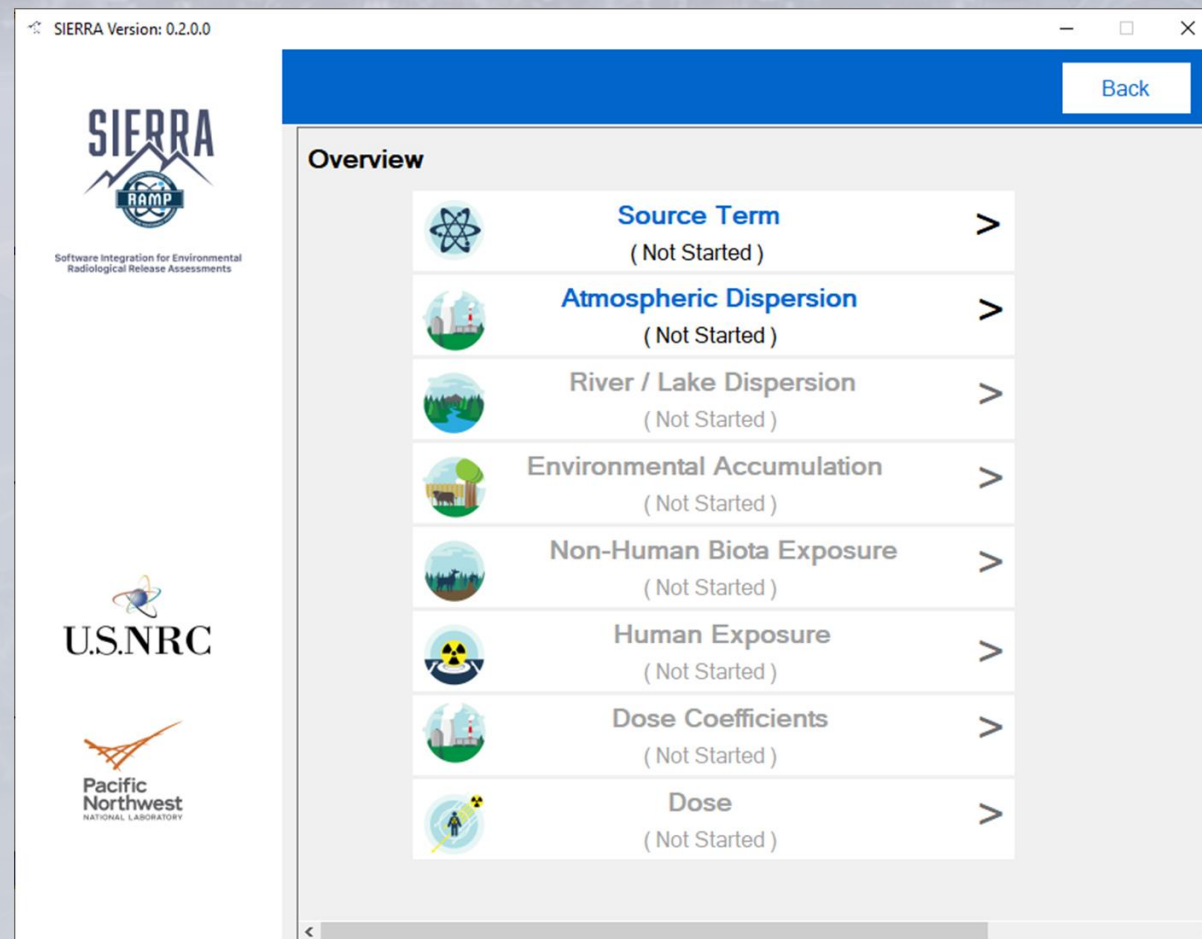 SIERRA Version: 0.2.0.0
Back
SIERRA
RAMP
Software Integration for Environmental
Radiological Release Assessments
Overview
Source Term
( Not Started )
>
Atmospheric Dispersion
( Not Started )
>
River / Lake Dispersion
( Not Started )
>
Environmental Accumulation
( Not Started )
>
Non-Human Biota Exposure
( Not Started )
>
Human Exposure
( Not Started )
>
Dose Coefficients
( Not Started )
>
Dose
( Not Started )
>
U.S.NRC
Pacific
Northwest
NATIONAL LABORATORY